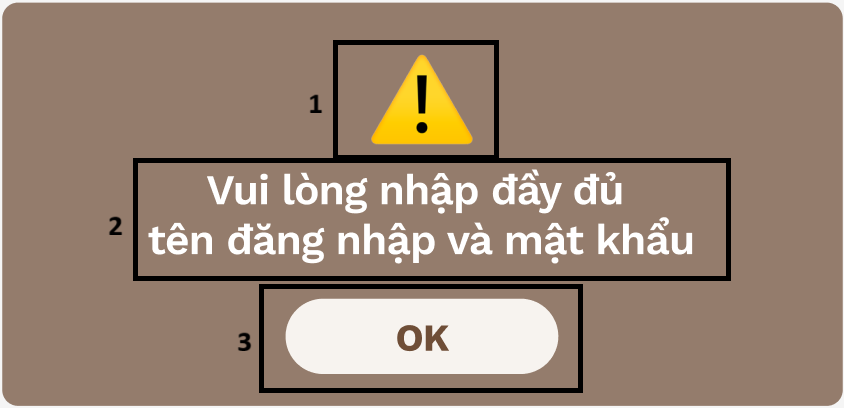 1
2
Vui lòng nhập đầy đủ
tên đăng nhập và mật khẩu
3
OK